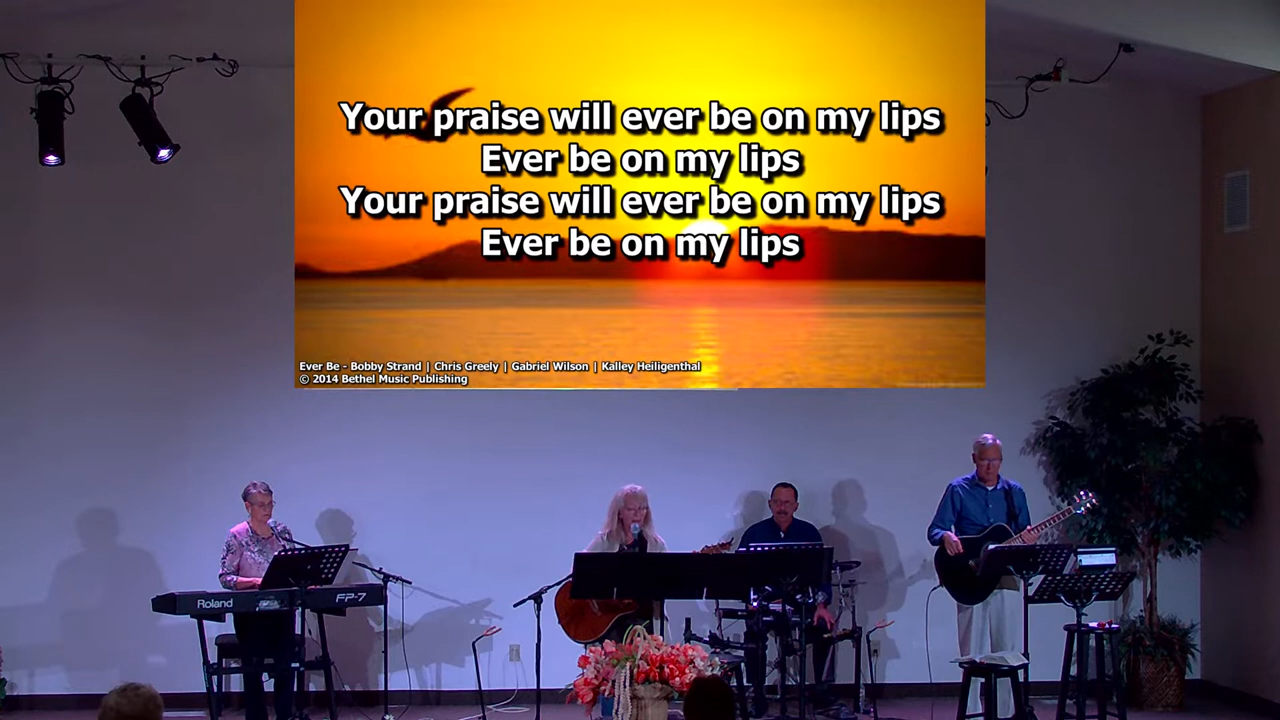 Your praise will ever be on my lips
Ever be on my lips
Your praise will ever be on my lips
Ever be on my lips
Ever Be - Bobby Strand | Chris Greely | Gabriel Wilson | Kalley Heiligenthal
© 2014 Bethel Music Publishing
Roland
FP-7